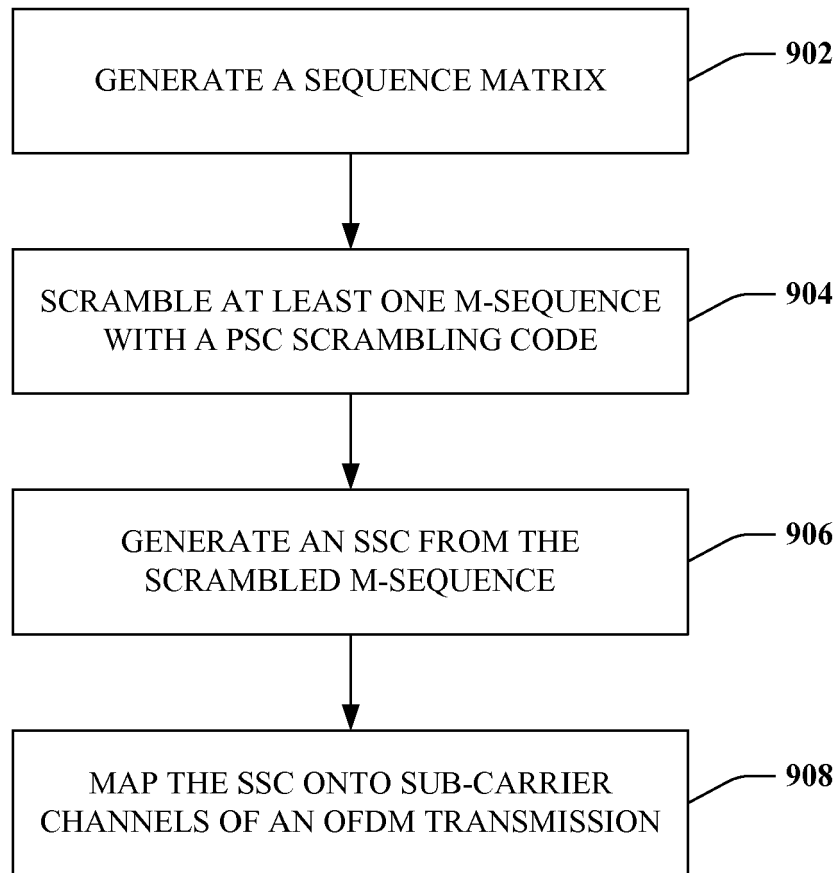 GENERATE A SEQUENCE MATRIX
902
SCRAMBLE AT LEAST ONE M-SEQUENCE
WITH A PSC SCRAMBLING CODE
904
GENERATE AN SSC FROM THE
SCRAMBLED M-SEQUENCE
906
MAP THE SSC ONTO SUB-CARRIER
CHANNELS OF AN OFDM TRANSMISSION
908